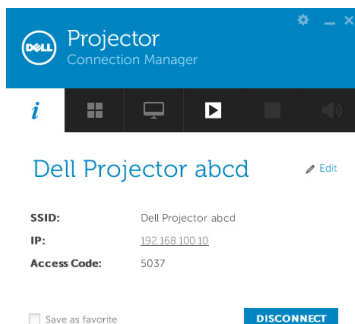 DELL
Projector
Connection Manager
i
Dell Projector abcd
Edit
SSID: Dell Projector abcd
IP: 192.168.100.10
Access Code: 5037
Save as favorite
DISCONNECT